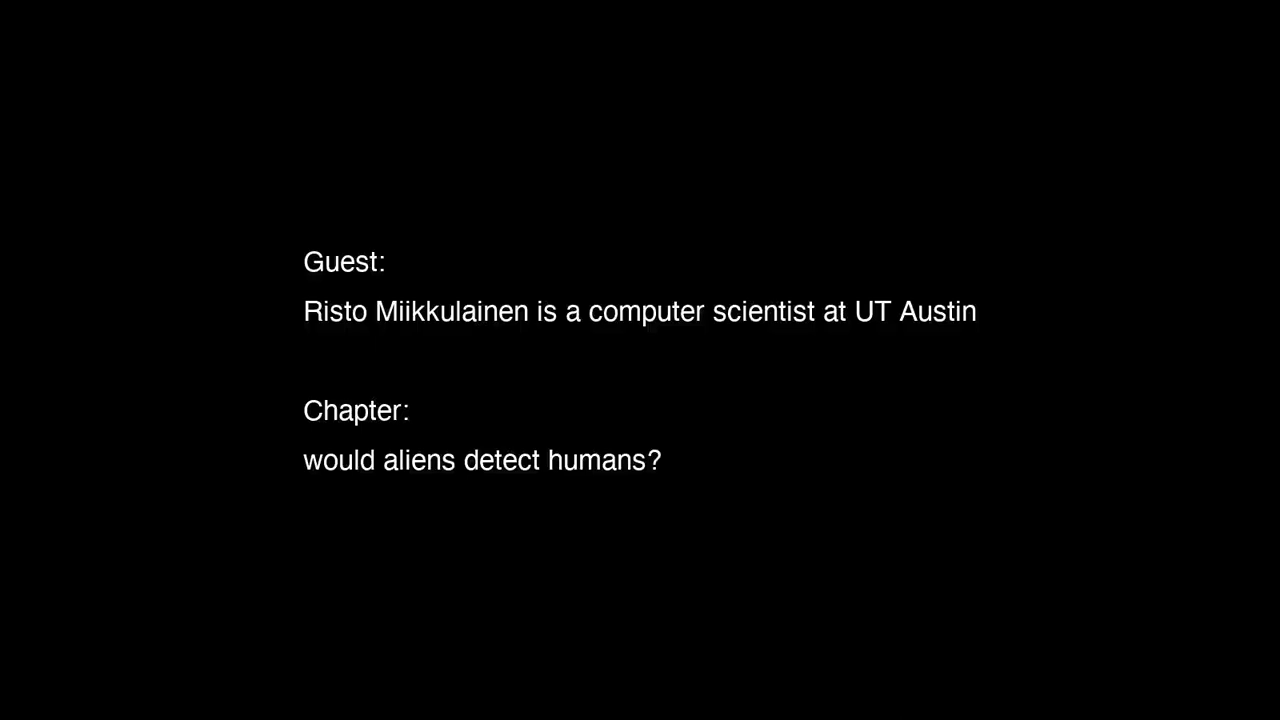 Guest:
Risto Miikkulainen is a computer scientist at UT Austin
Chapter:
would aliens detect humans?